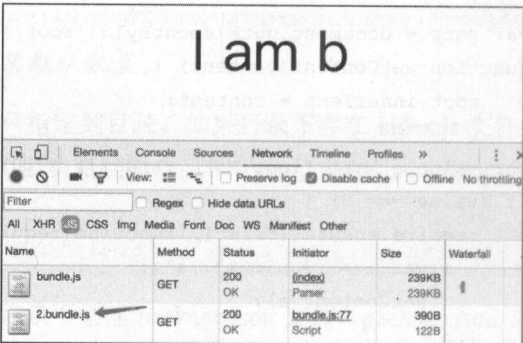 I am b
Elements Console Sources Network Timeline Profiles »
View: Preserve log Disable cache Offline No throttling
Filter Regex Hide data URLs
All XHR JS CSS Img Media Font Doc WS Manifest Other
Name Method Status Initiator Size Waterfall
bundle.js GET 200 (index) 239KB
OK Parser 239KB
2.bundle.js GET 200 bundle.js:77 390B
OK Script 122B